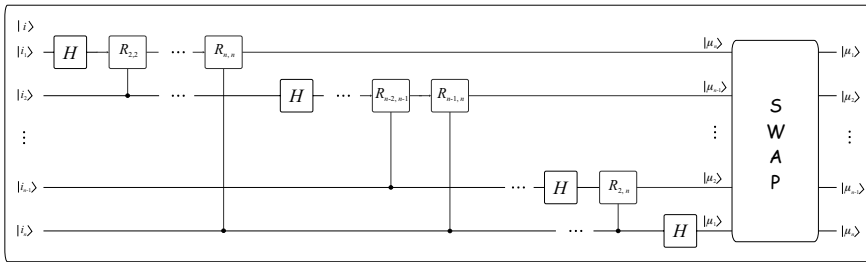 |i⟩
|i₁⟩ H R₂,₂ ... Rₙ,ₙ |μₙ⟩ |μ₁⟩
|i₂⟩ ... H ... Rₙ₋₂,ₙ₋₁ Rₙ₋₁,ₙ |μₙ₋₁⟩ |μ₂⟩
⋮ ⋮ ⋮
S
W
A
P
|iₙ₋₁⟩ ... H R₂,ₙ |μ₂⟩ |μₙ₋₁⟩
|iₙ⟩ ... H |μ₁⟩ |μₙ⟩